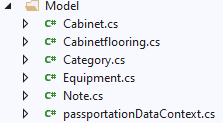 Model
C# Cabinet.cs
C# Cabinetflooring.cs
C# Category.cs
C# Equipment.cs
C# Note.cs
C# passportationDataContext.cs